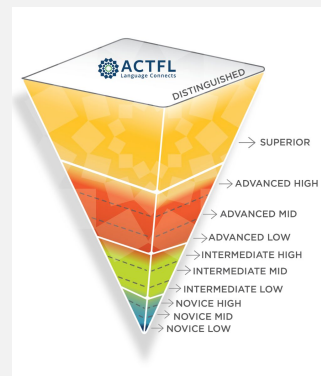 ACTFL
Language Connects
DISTINGUISHED
SUPERIOR
ADVANCED HIGH
ADVANCED MID
ADVANCED LOW
INTERMEDIATE HIGH
INTERMEDIATE MID
INTERMEDIATE LOW
NOVICE HIGH
NOVICE MID
NOVICE LOW